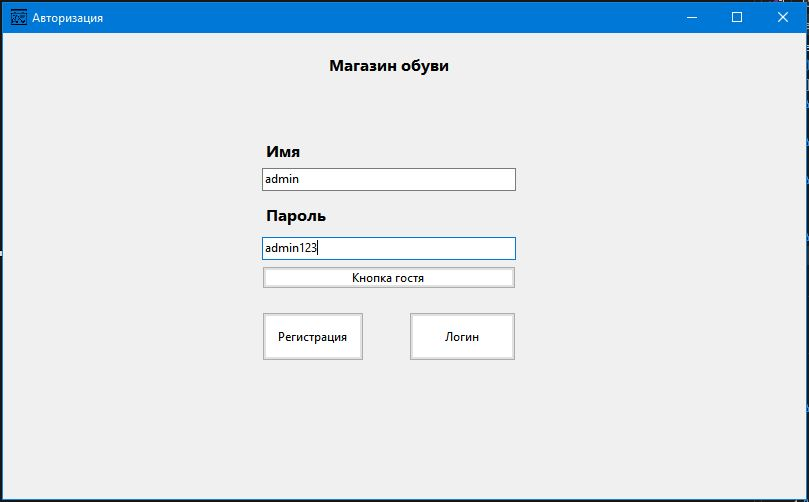 Авторизация
Магазин обуви
Имя
admin
Пароль
admin123
Кнопка гостя
Регистрация
Логин